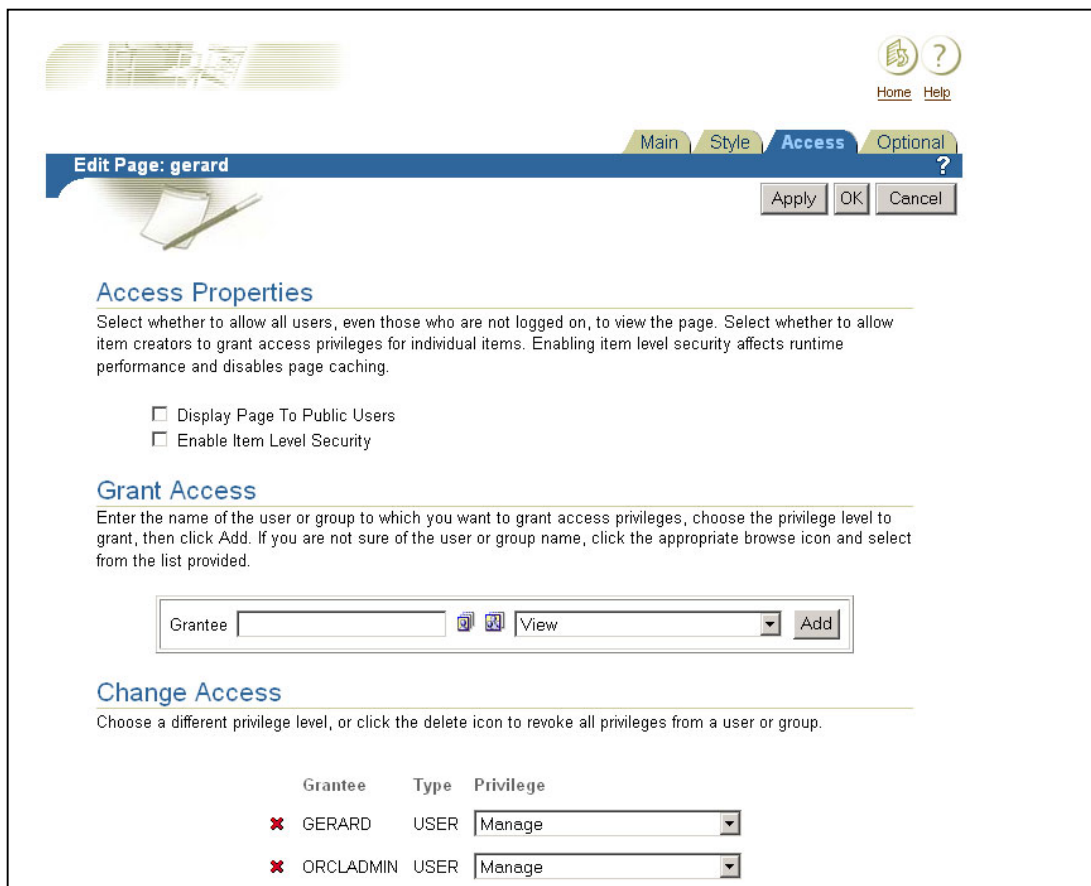 Home Help
Main Style Access Optional
Edit Page: gerard ?
Apply OK Cancel
Access Properties
Select whether to allow all users, even those who are not logged on, to view the page. Select whether to allow
item creators to grant access privileges for individual items. Enabling item level security affects runtime
performance and disables page caching.
Display Page To Public Users
Enable Item Level Security
Grant Access
Enter the name of the user or group to which you want to grant access privileges, choose the privilege level to
grant, then click Add. If you are not sure of the user or group name, click the appropriate browse icon and select
from the list provided.
Grantee View Add
Change Access
Choose a different privilege level, or click the delete icon to revoke all privileges from a user or group.
Grantee Type Privilege
GERARD USER Manage
ORCLADMIN USER Manage